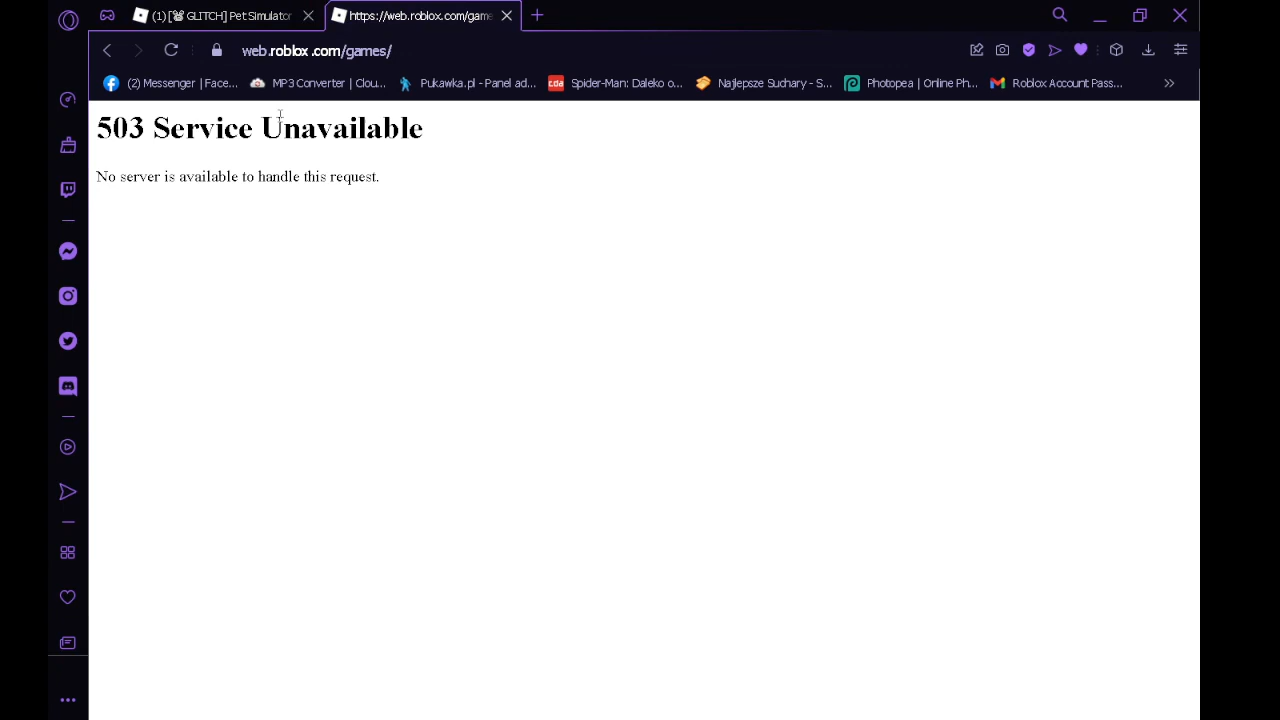 (1) [🐭 GLITCH] Pet Simulator
https://web.roblox.com/game
web.roblox.com/games/
(2) Messenger | Face...
MP3 Converter | Clou...
Pukawka.pl - Panel ad...
cda
Spider-Man: Daleko o...
Najlepsze Suchary - S...
Photopea | Online Ph...
Roblox Account Pass...
503 Service Unavailable
No server is available to handle this request.